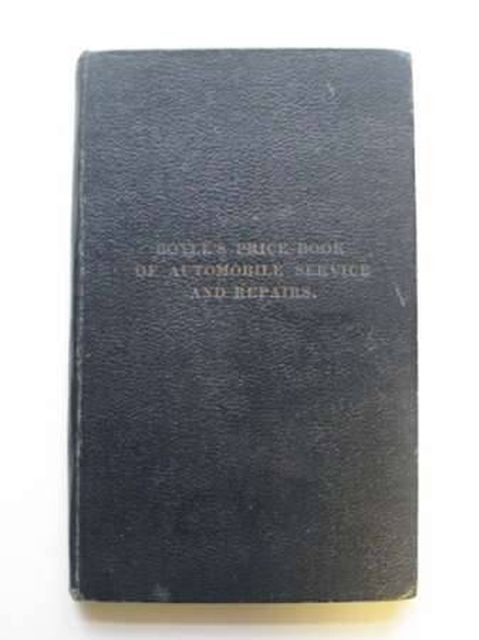 BOYLE'S PRICE-BOOK
OF AUTOMOBILE SERVICE
AND REPAIRS.